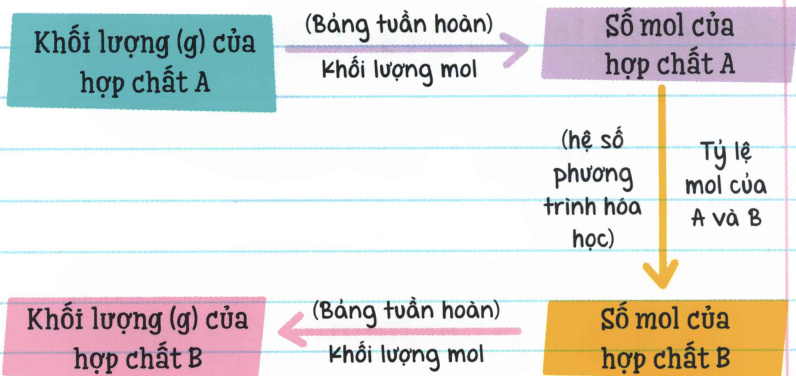 Khối lượng (g) của
hợp chất A
(Bảng tuần hoàn)
Khối lượng mol
Số mol của
hợp chất A
(hệ số
phương
trình hóa
học)
Tỷ lệ
mol của
A và B
Khối lượng (g) của
hợp chất B
(Bảng tuần hoàn)
Khối lượng mol
Số mol của
hợp chất B